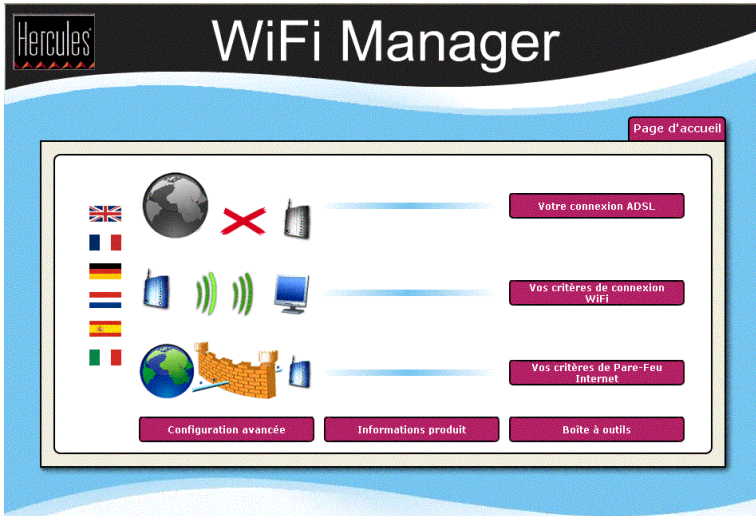 Hercules
WiFi Manager
Page d'accueil
Votre connexion ADSL
Vos critères de connexion
WiFi
Vos critères de Pare-Feu
Internet
Configuration avancée
Informations produit
Boîte à outils